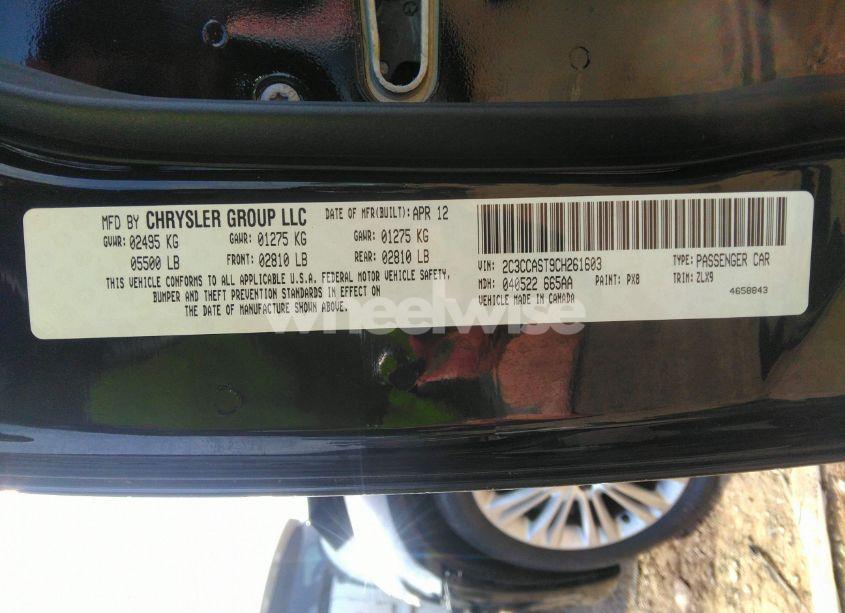 MFD BY CHRYSLER GROUP LLC DATE OF MFR(BUILT): APR 12
GVWR: 02495 KG GAWR: 01275 KG GAWR: 01275 KG
05500 LB FRONT: 02810 LB REAR: 02810 LB
THIS VEHICLE CONFORMS TO ALL APPLICABLE U.S.A. FEDERAL MOTOR VEHICLE SAFETY,
BUMPER AND THEFT PREVENTION STANDARDS IN EFFECT ON
THE DATE OF MANUFACTURE SHOWN ABOVE.
VIN: 2C3CCAST9CH261603 TYPE: PASSENGER CAR
MDH: 040522 665AA PAINT: PX8 TRIM: ZLX9
VEHICLE MADE IN CANADA 4658843
wheelwise